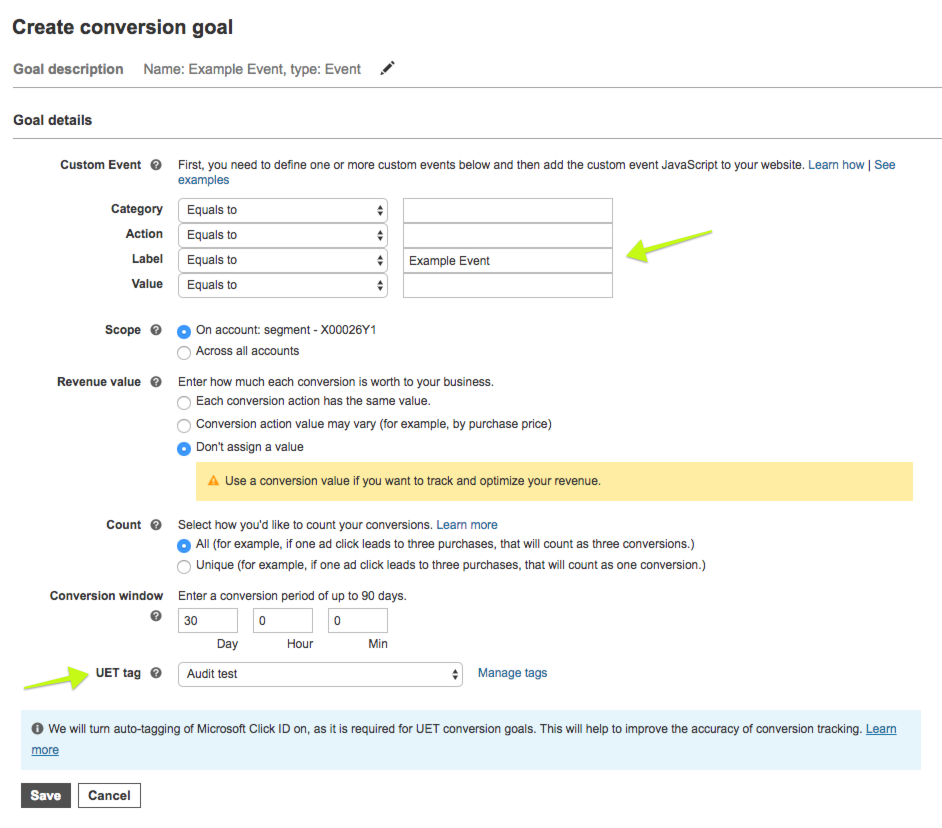 Create conversion goal
Goal description Name: Example Event, type: Event
Goal details
Custom Event ? First, you need to define one or more custom events below and then add the custom event JavaScript to your website. Learn how | See
examples
Category Equals to
Action Equals to
Label Equals to Example Event
Value Equals to
Scope ? On account: segment - X00026Y1
Across all accounts
Revenue value ? Enter how much each conversion is worth to your business.
Each conversion action has the same value.
Conversion action value may vary (for example, by purchase price)
Don't assign a value
Use a conversion value if you want to track and optimize your revenue.
Count ? Select how you'd like to count your conversions. Learn more
All (for example, if one ad click leads to three purchases, that will count as three conversions.)
Unique (for example, if one ad click leads to three purchases, that will count as one conversion.)
Conversion window Enter a conversion period of up to 90 days.
? 30 0 0
Day Hour Min
UET tag ? Audit test Manage tags
We will turn auto-tagging of Microsoft Click ID on, as it is required for UET conversion goals. This will help to improve the accuracy of conversion tracking. Learn
more
Save Cancel